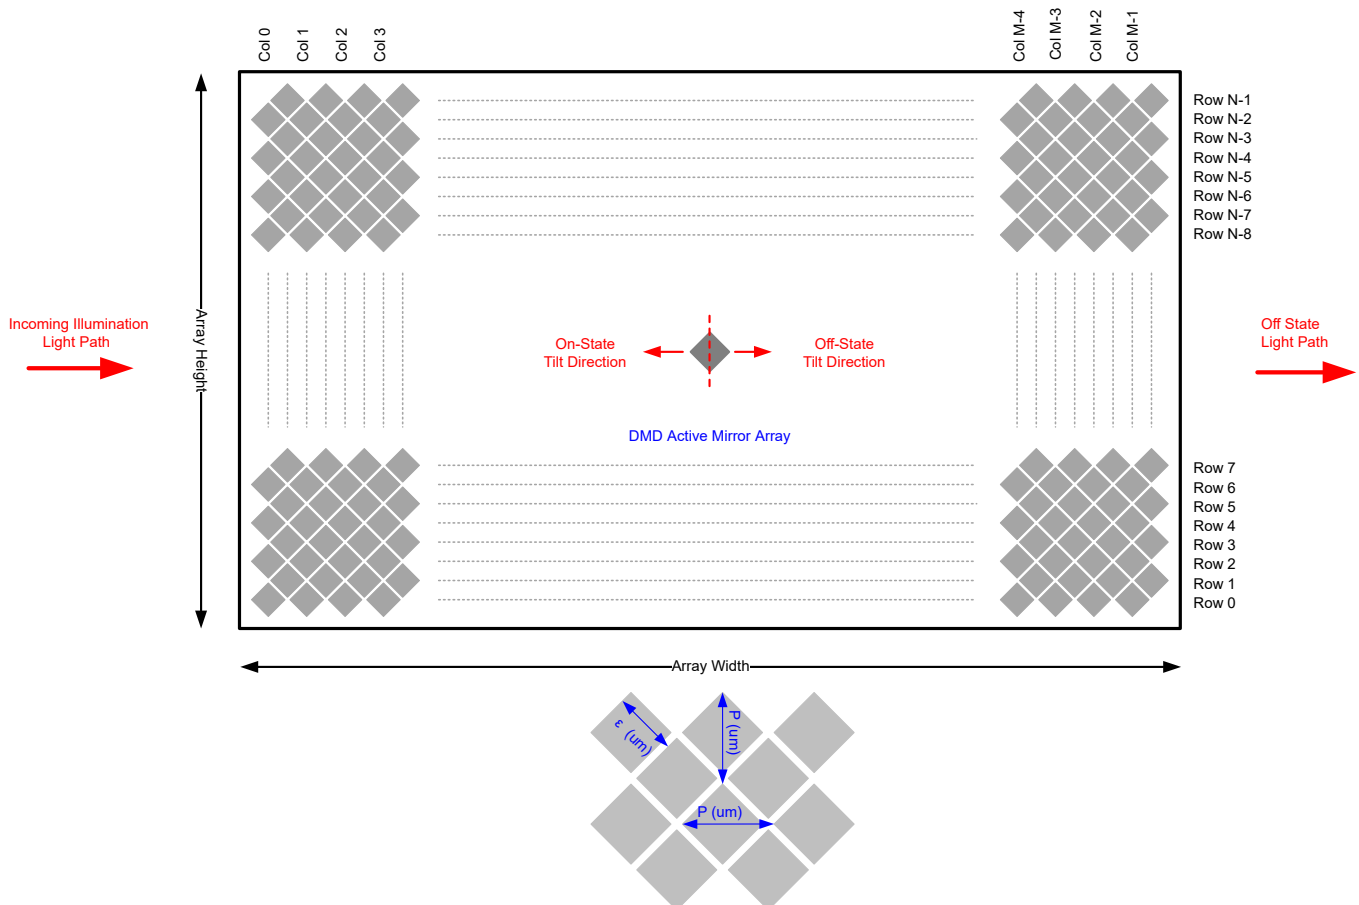 Col 0
Col 1
Col 2
Col 3
Col M-4
Col M-3
Col M-2
Col M-1
Row N-1
Row N-2
Row N-3
Row N-4
Row N-5
Row N-6
Row N-7
Row N-8
Incoming Illumination
Light Path
Array Height
On-State
Tilt Direction
Off-State
Tilt Direction
Off State
Light Path
DMD Active Mirror Array
Row 7
Row 6
Row 5
Row 4
Row 3
Row 2
Row 1
Row 0
Array Width
ε (um)
P (um)
P (um)